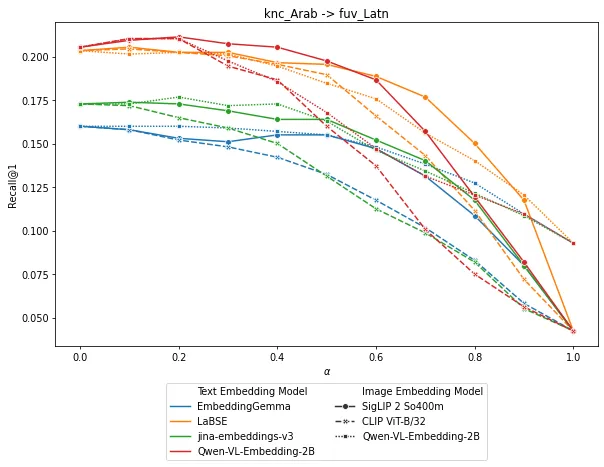 knc_Arab -> fuv_Latn
Recall@1
0.200
0.175
0.150
0.125
0.100
0.075
0.050
0.0 0.2 0.4 0.6 0.8 1.0
α
Text Embedding Model
EmbeddingGemma
LaBSE
jina-embeddings-v3
Qwen-VL-Embedding-2B
Image Embedding Model
SigLIP 2 So400m
CLIP ViT-B/32
Qwen-VL-Embedding-2B